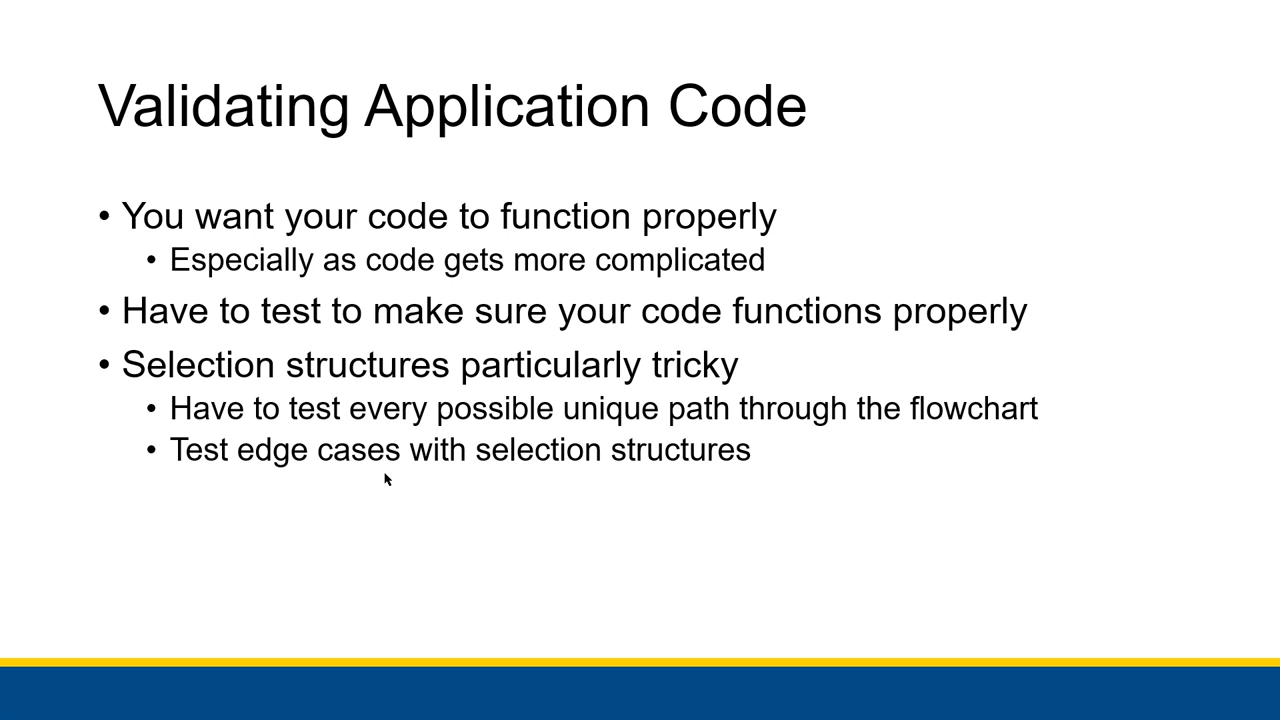 Validating Application Code
• You want your code to function properly
• Especially as code gets more complicated
• Have to test to make sure your code functions properly
• Selection structures particularly tricky
• Have to test every possible unique path through the flowchart
• Test edge cases with selection structures